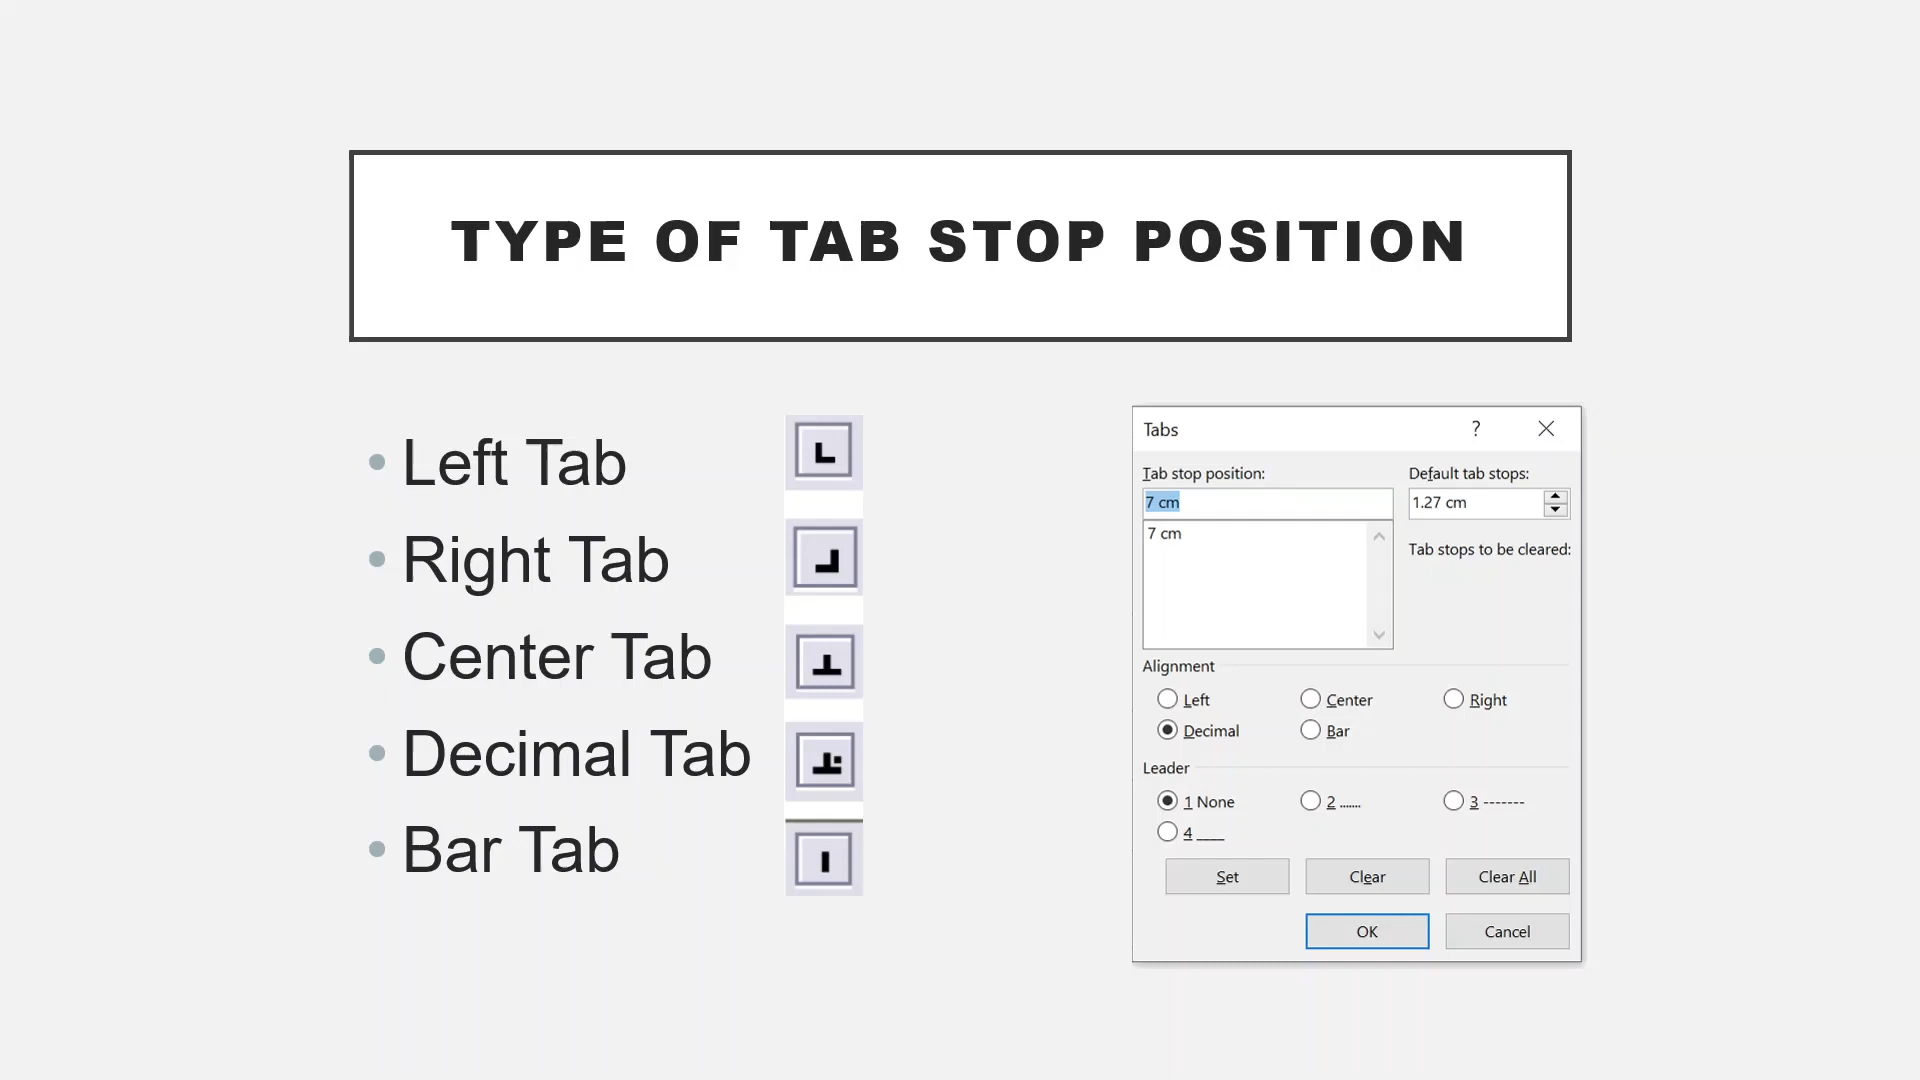 TYPE OF TAB STOP POSITION
• Left Tab
• Right Tab
• Center Tab
• Decimal Tab
• Bar Tab
Tabs ?
Tab stop position: Default tab stops:
7 cm 1.27 cm
7 cm
Tab stops to be cleared:
Alignment
Left Center Right
Decimal Bar
Leader
1 None 2 ....... 3 -------
4 ____
Set Clear Clear All
OK Cancel